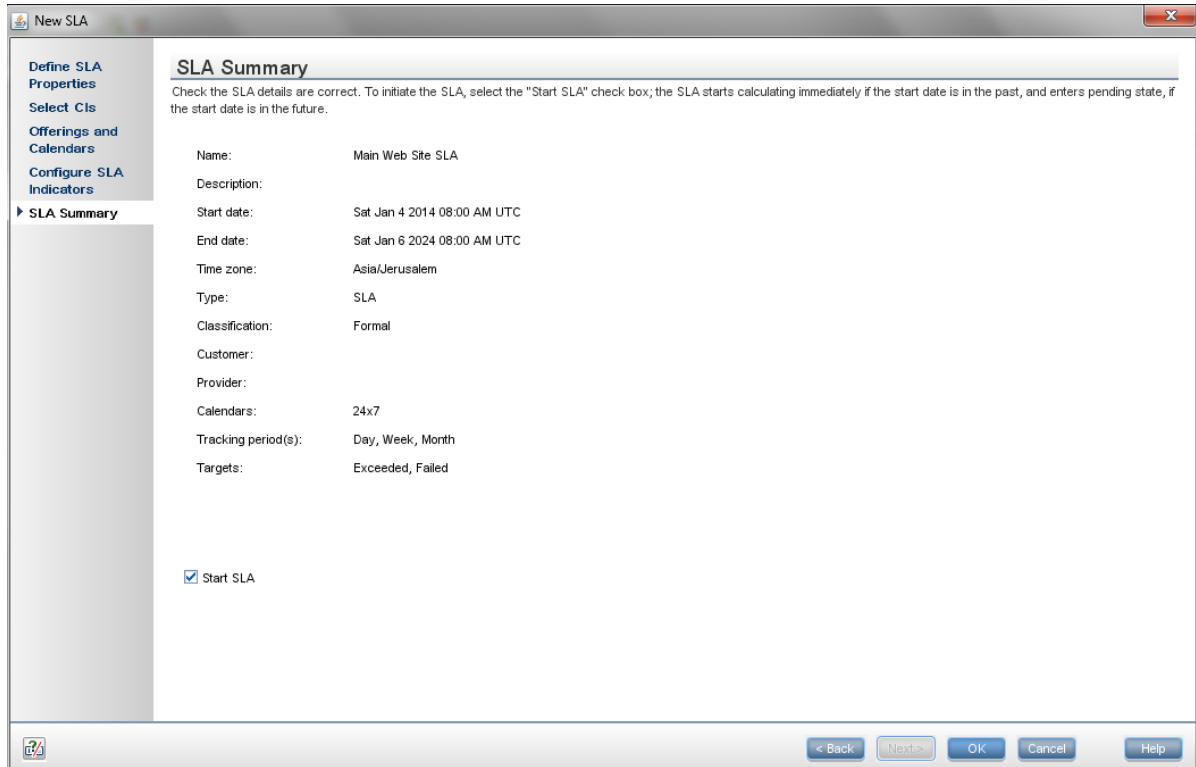 New SLA
Define SLA
Properties
Select CIs
Offerings and
Calendars
Configure SLA
Indicators
SLA Summary
SLA Summary
Check the SLA details are correct. To initiate the SLA, select the "Start SLA" check box; the SLA starts calculating immediately if the start date is in the past, and enters pending state, if
the start date is in the future.
Name: Main Web Site SLA
Description:
Start date: Sat Jan 4 2014 08:00 AM UTC
End date: Sat Jan 6 2024 08:00 AM UTC
Time zone: Asia/Jerusalem
Type: SLA
Classification: Formal
Customer:
Provider:
Calendars: 24x7
Tracking period(s): Day, Week, Month
Targets: Exceeded, Failed
Start SLA
< Back Next > OK Cancel Help